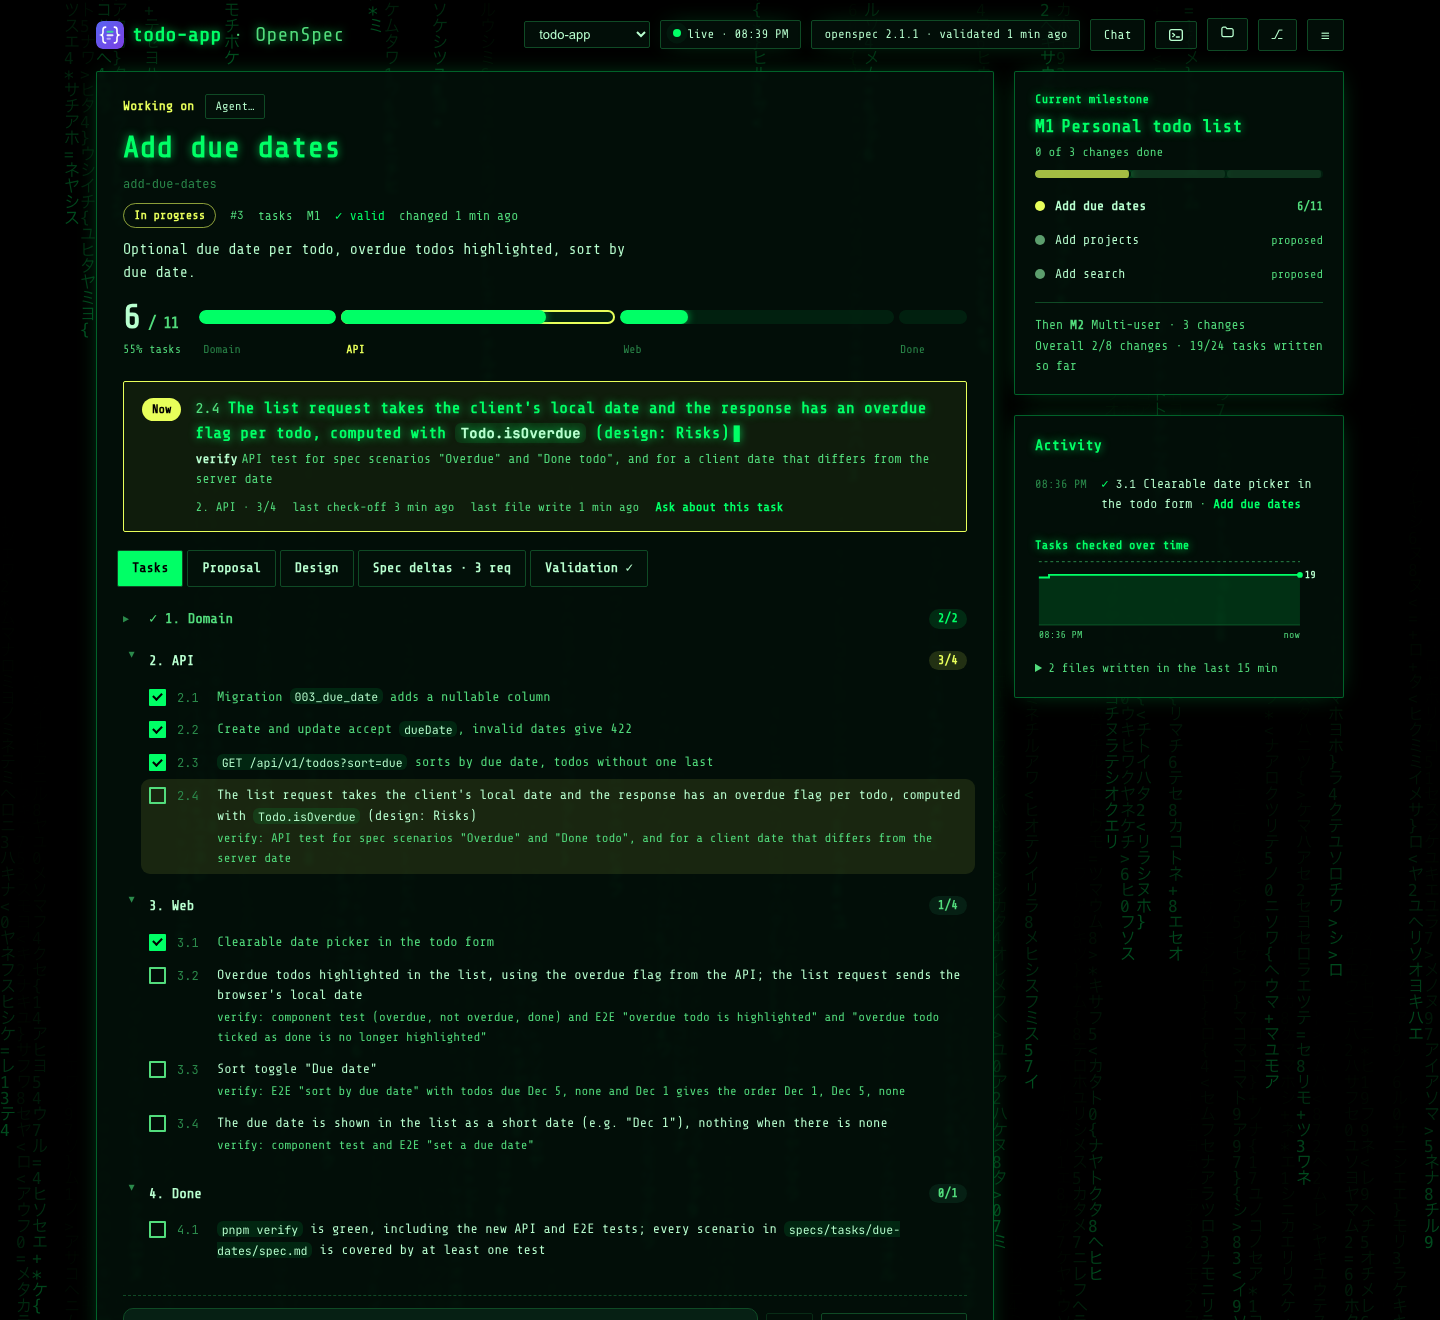 todo-app · OpenSpec
todo-app
live · 08:39 PM
openspec 2.1.1 · validated 1 min ago
Chat
Working on
Agent…
Add due dates
add-due-dates
In progress
#3 tasks M1 ✓ valid changed 1 min ago
Optional due date per todo, overdue todos highlighted, sort by
due date.
6 / 11
55% tasks
Domain
API
Web
Done
Now
2.4 The list request takes the client's local date and the response has an overdue
flag per todo, computed with Todo.isOverdue (design: Risks)
verify API test for spec scenarios "Overdue" and "Done todo", and for a client date that differs from the
server date
2. API · 3/4 last check-off 3 min ago last file write 1 min ago Ask about this task
Tasks
Proposal
Design
Spec deltas · 3 req
Validation ✓
✓ 1. Domain 2/2
2. API 3/4
2.1 Migration 003_due_date adds a nullable column
2.2 Create and update accept dueDate, invalid dates give 422
2.3 GET /api/v1/todos?sort=due sorts by due date, todos without one last
2.4 The list request takes the client's local date and the response has an overdue flag per todo, computed
with Todo.isOverdue (design: Risks)
verify: API test for spec scenarios "Overdue" and "Done todo", and for a client date that differs from the
server date
3. Web 1/4
3.1 Clearable date picker in the todo form
3.2 Overdue todos highlighted in the list, using the overdue flag from the API; the list request sends the
browser's local date
verify: component test (overdue, not overdue, done) and E2E "overdue todo is highlighted" and "overdue todo
ticked as done is no longer highlighted"
3.3 Sort toggle "Due date"
verify: E2E "sort by due date" with todos due Dec 5, none and Dec 1 gives the order Dec 1, Dec 5, none
3.4 The due date is shown in the list as a short date (e.g. "Dec 1"), nothing when there is none
verify: component test and E2E "set a due date"
4. Done 0/1
4.1 pnpm verify is green, including the new API and E2E tests; every scenario in specs/tasks/due-
dates/spec.md is covered by at least one test
Current milestone
M1 Personal todo list
0 of 3 changes done
Add due dates 6/11
Add projects proposed
Add search proposed
Then M2 Multi-user · 3 changes
Overall 2/8 changes · 19/24 tasks written
so far
Activity
08:36 PM ✓ 3.1 Clearable date picker in
the todo form · Add due dates
Tasks checked over time
19
08:36 PM
now
2 files written in the last 15 min